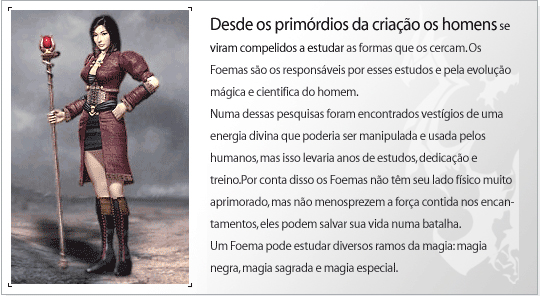 Desde os primórdios da criação os homens se
viram compelidos a estudar as formas que os cercam. Os
Foemas são os responsáveis por esses estudos e pela evolução
mágica e cientifica do homem.
Numa dessas pesquisas foram encontrados vestígios de uma
energia divina que poderia ser manipulada e usada pelos
humanos, mas isso levaria anos de estudos, dedicação e
treino.Por conta disso os Foemas não têm seu lado físico muito
aprimorado, mas não menosprezem a força contida nos encan-
tamentos, eles podem salvar sua vida numa batalha.
Um Foema pode estudar diversos ramos da magia: magia
negra, magia sagrada e magia especial.